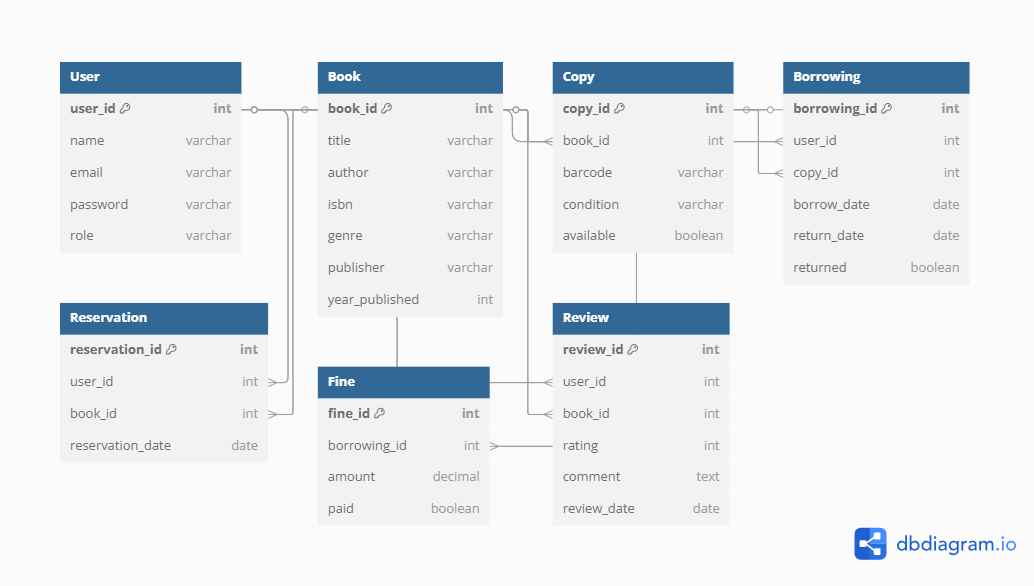 User
user_id int
name varchar
email varchar
password varchar
role varchar
Book
book_id int
title varchar
author varchar
isbn varchar
genre varchar
publisher varchar
year_published int
Copy
copy_id int
book_id int
barcode varchar
condition varchar
available boolean
Borrowing
borrowing_id int
user_id int
copy_id int
borrow_date date
return_date date
returned boolean
Reservation
reservation_id int
user_id int
book_id int
reservation_date date
Fine
fine_id int
borrowing_id int
amount decimal
paid boolean
Review
review_id int
user_id int
book_id int
rating int
comment text
review_date date
dbdiagram.io